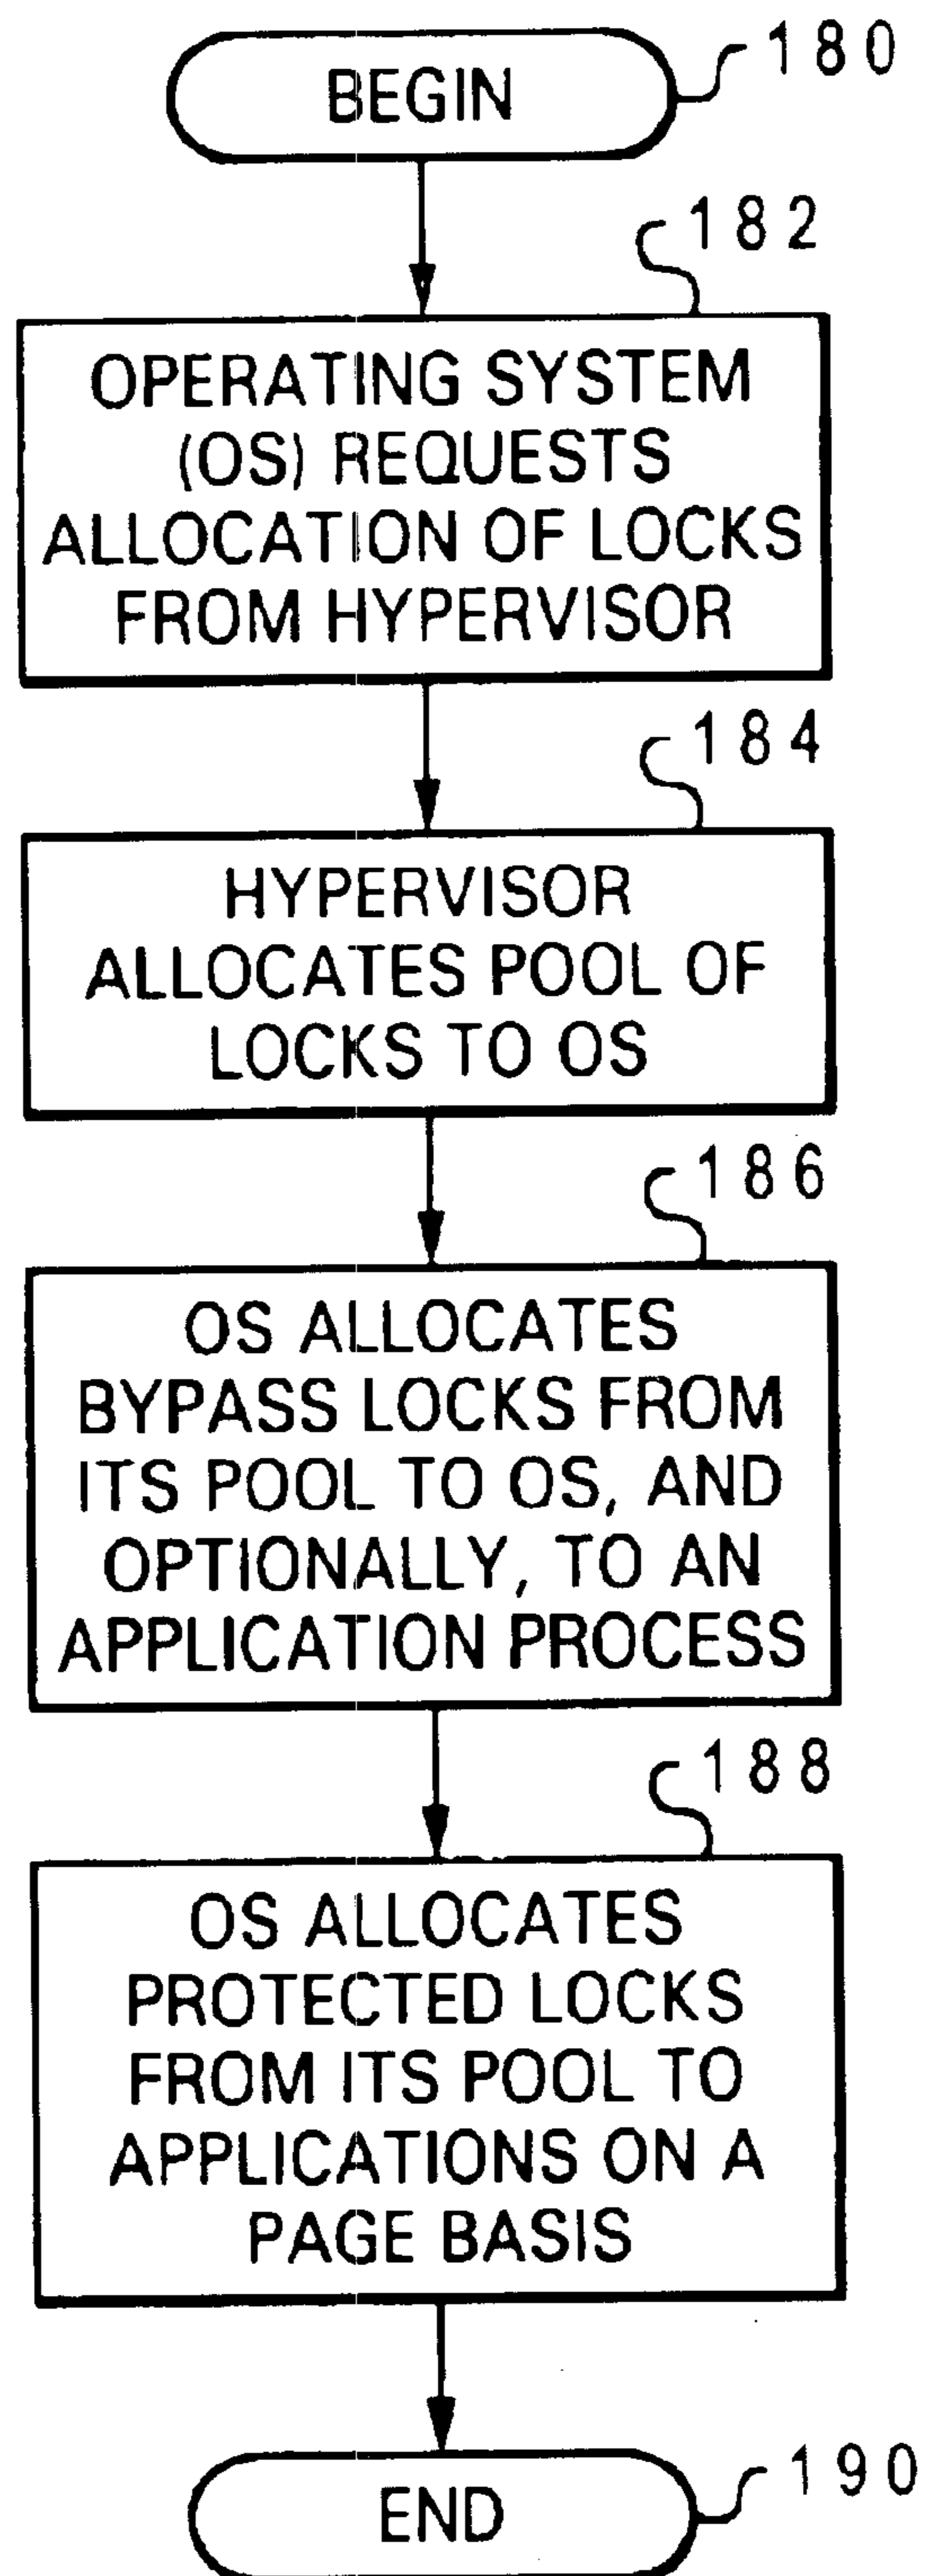 BEGIN
180
182
OPERATING SYSTEM
(OS) REQUESTS
ALLOCATION OF LOCKS
FROM HYPERVISOR
184
HYPERVISOR
ALLOCATES POOL OF
LOCKS TO OS
186
OS ALLOCATES
BYPASS LOCKS FROM
ITS POOL TO OS, AND
OPTIONALLY, TO AN
APPLICATION PROCESS
188
OS ALLOCATES
PROTECTED LOCKS
FROM ITS POOL TO
APPLICATIONS ON A
PAGE BASIS
190
END